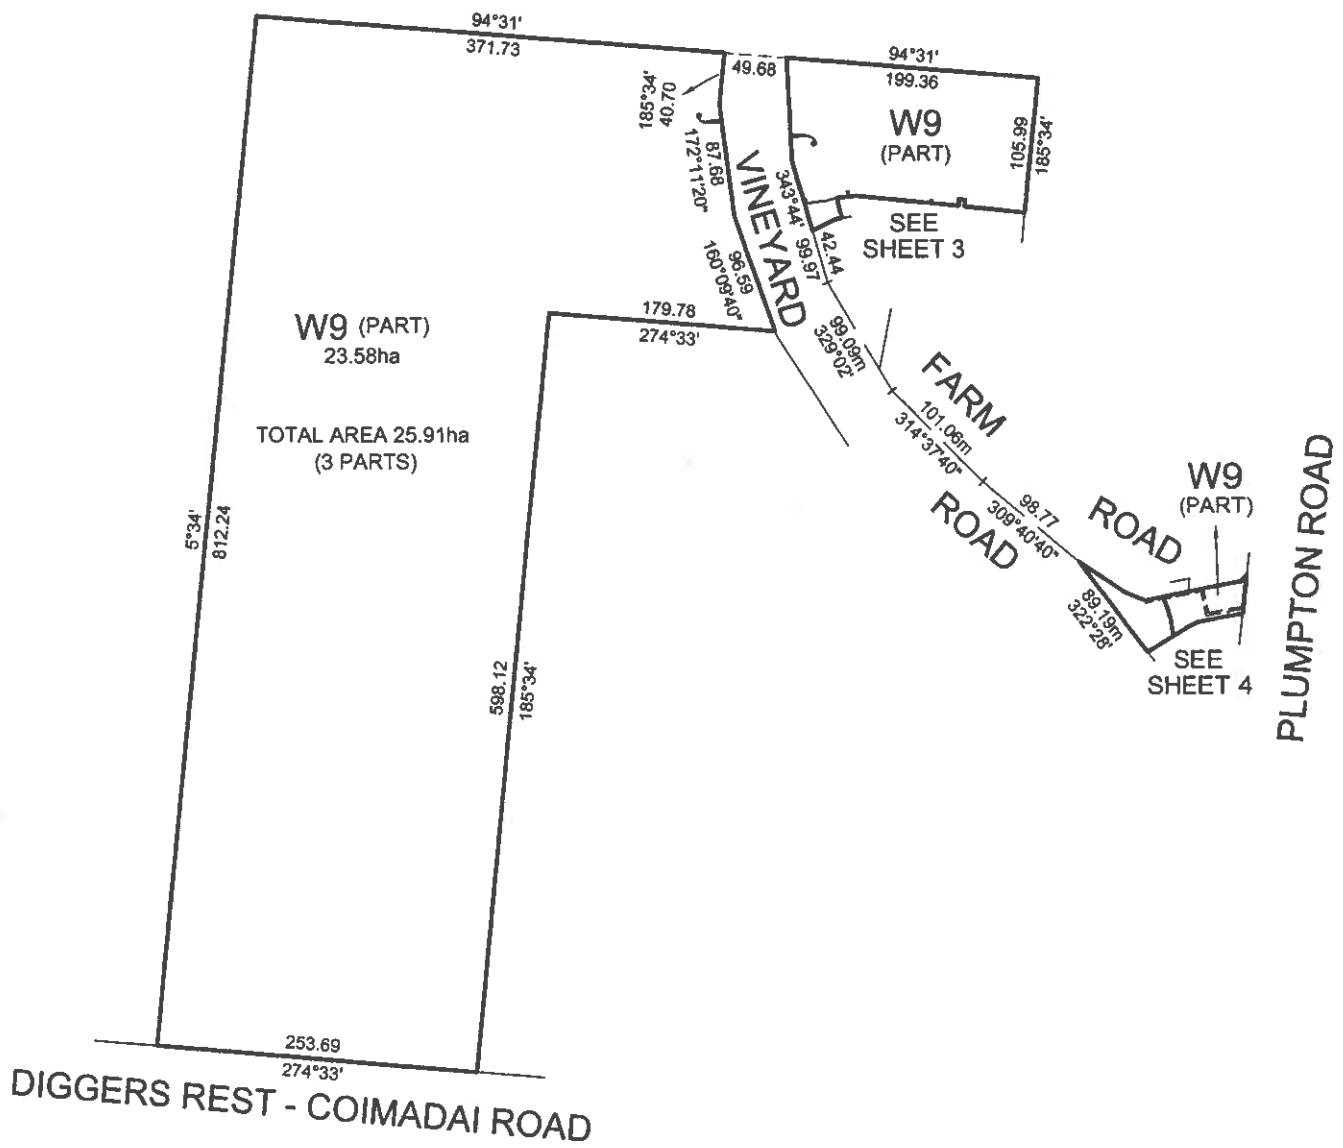 94°31'
371.73
49.68
94°31'
199.36
185°34'
40.70
W9
(PART)
105.99
185°34'
87.68
172°11'20"
VINEYARD
343°44'
99.97
42.44
SEE
SHEET 3
96.59
160°09'40"
179.78
274°33'
W9 (PART)
23.58ha
99.09m
329°02'
FARM
101.06m
314°37'40"
TOTAL AREA 25.91ha
(3 PARTS)
W9
(PART)
PLUMPTON ROAD
98.77
309°40'40"
ROAD
ROAD
5°34'
812.24
89.19m
322°28'
SEE
SHEET 4
598.12
185°34'
253.69
274°33'
DIGGERS REST - COIMADAI ROAD